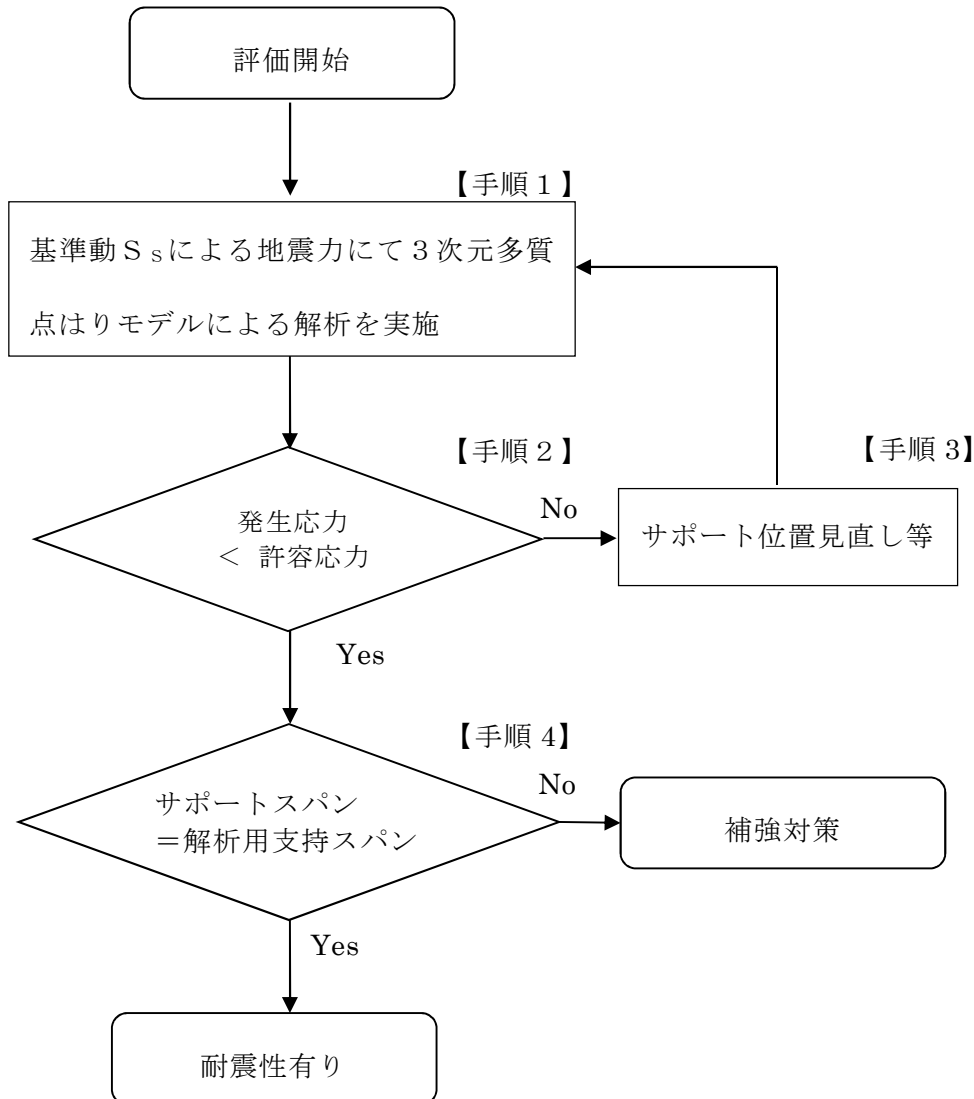 評価開始
【手順１】
基準動Ｓｓによる地震力にて３次元多質
点はりモデルによる解析を実施
【手順２】
【手順 3】
発生応力
< 許容応力
No
サポート位置見直し等
Yes
【手順 4】
サポートスパン
＝解析用支持スパン
No
補強対策
Yes
耐震性有り